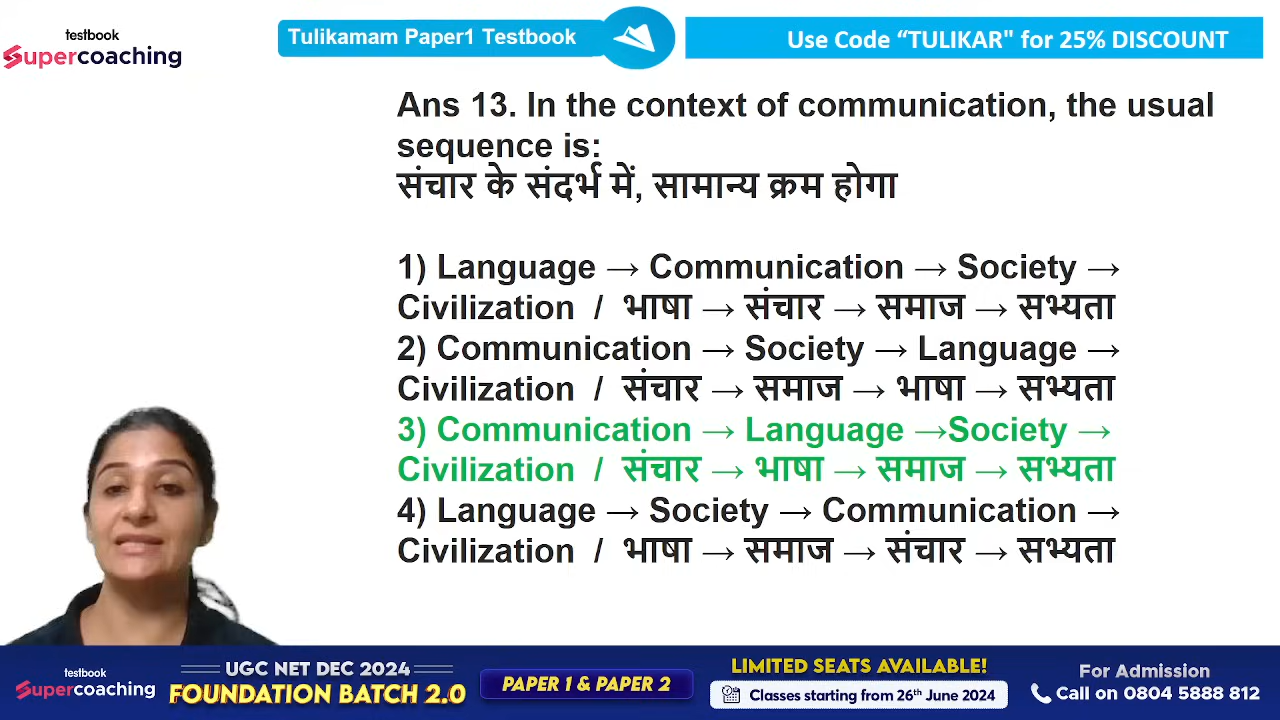 testbook
Supercoaching
Tulikamam Paper1 Testbook
Use Code “TULIKAR" for 25% DISCOUNT
Ans 13. In the context of communication, the usual
sequence is:
संचार के संदर्भ में, सामान्य क्रम होगा
1) Language → Communication → Society →
Civilization / भाषा → संचार → समाज → सभ्यता
2) Communication → Society → Language →
Civilization / संचार → समाज → भाषा → सभ्यता
3) Communication → Language →Society →
Civilization / संचार → भाषा → समाज → सभ्यता
4) Language → Society → Communication →
Civilization / भाषा → समाज → संचार → सभ्यता
testbook
Supercoaching
UGC NET DEC 2024
FOUNDATION BATCH 2.0
PAPER 1 & PAPER 2
LIMITED SEATS AVAILABLE!
Classes starting from 26th June 2024
For Admission
Call on 0804 5888 812